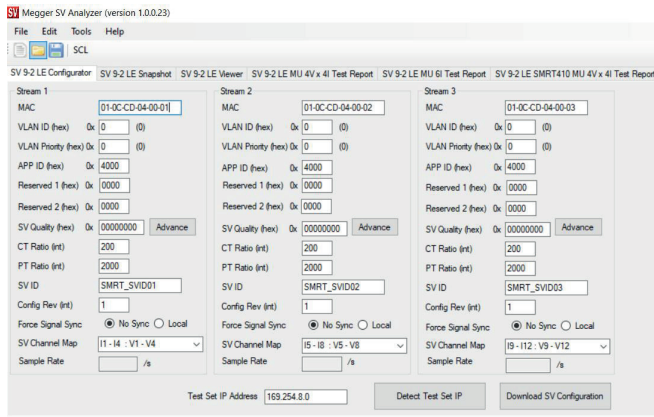 SV Megger SV Analyzer (version 1.0.0.23)
File Edit Tools Help
SCL
SV 9-2 LE Configurator SV 9-2 LE Snapshot SV 9-2 LE Viewer SV 9-2 LE MU 4V x 4I Test Report SV 9-2 LE MU 6I Test Report SV 9-2 LE SMRT410 MU 4V x 4I Test Report
Stream 1
MAC 01-0C-CD-04-00-01
VLAN ID (hex) 0x 0 (0)
VLAN Priority (hex) 0x 0 (0)
APP ID (hex) 0x 4000
Reserved 1 (hex) 0x 0000
Reserved 2 (hex) 0x 0000
SV Quality (hex) 0x 00000000 Advance
CT Ratio (int) 200
PT Ratio (int) 2000
SV ID SMRT_SVID01
Config Rev (int) 1
Force Signal Sync No Sync Local
SV Channel Map I1 - I4 : V1 - V4
Sample Rate /s
Stream 2
MAC 01-0C-CD-04-00-02
VLAN ID (hex) 0x 0 (0)
VLAN Priority (hex) 0x 0 (0)
APP ID (hex) 0x 4000
Reserved 1 (hex) 0x 0000
Reserved 2 (hex) 0x 0000
SV Quality (hex) 0x 00000000 Advance
CT Ratio (int) 200
PT Ratio (int) 2000
SV ID SMRT_SVID02
Config Rev (int) 1
Force Signal Sync No Sync Local
SV Channel Map I5 - I8 : V5 - V8
Sample Rate /s
Stream 3
MAC 01-0C-CD-04-00-03
VLAN ID (hex) 0x 0 (0)
VLAN Priority (hex) 0x 0 (0)
APP ID (hex) 0x 4000
Reserved 1 (hex) 0x 0000
Reserved 2 (hex) 0x 0000
SV Quality (hex) 0x 00000000 Advance
CT Ratio (int) 200
PT Ratio (int) 2000
SV ID SMRT_SVID03
Config Rev (int) 1
Force Signal Sync No Sync Local
SV Channel Map I9 - I12 : V9 - V12
Sample Rate /s
Test Set IP Address 169.254.8.0 Detect Test Set IP Download SV Configuration